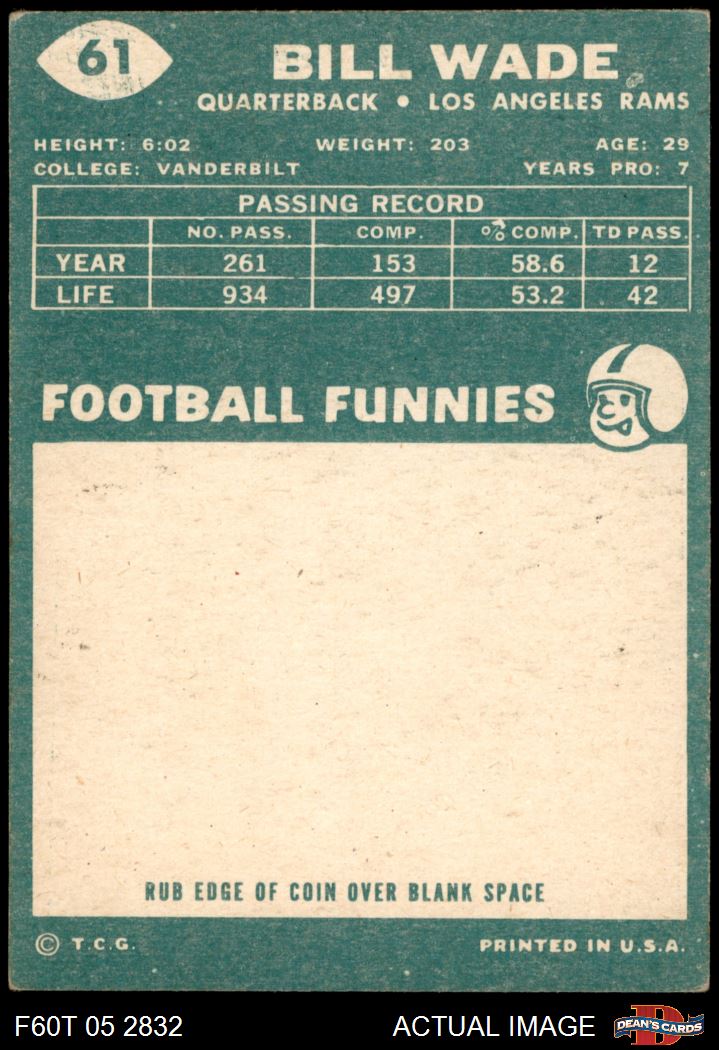 61
BILL WADE
QUARTERBACK • LOS ANGELES RAMS
HEIGHT: 6:02 WEIGHT: 203 AGE: 29
COLLEGE: VANDERBILT YEARS PRO: 7
PASSING RECORD
NO. PASS. COMP. % COMP. TD PASS.
YEAR 261 153 58.6 12
LIFE 934 497 53.2 42
FOOTBALL FUNNIES
RUB EDGE OF COIN OVER BLANK SPACE
© T.C.G. PRINTED IN U.S.A.
F60T 05 2832 ACTUAL IMAGE DEAN'S CARDS